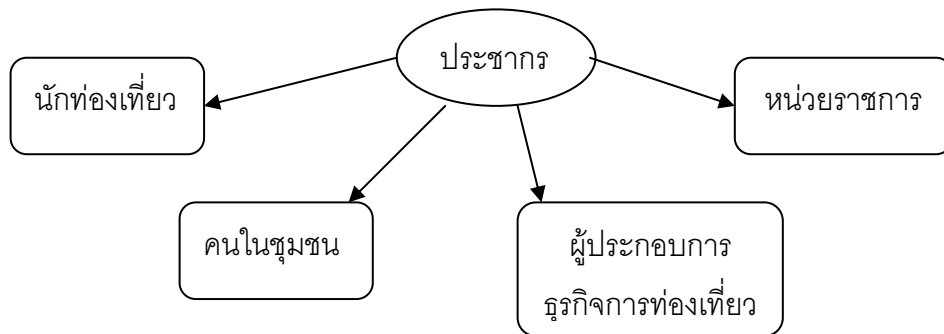 ประชากร
นักท่องเที่ยว
หน่วยราชการ
คนในชุมชน
ผู้ประกอบการ
ธุรกิจการท่องเที่ยว